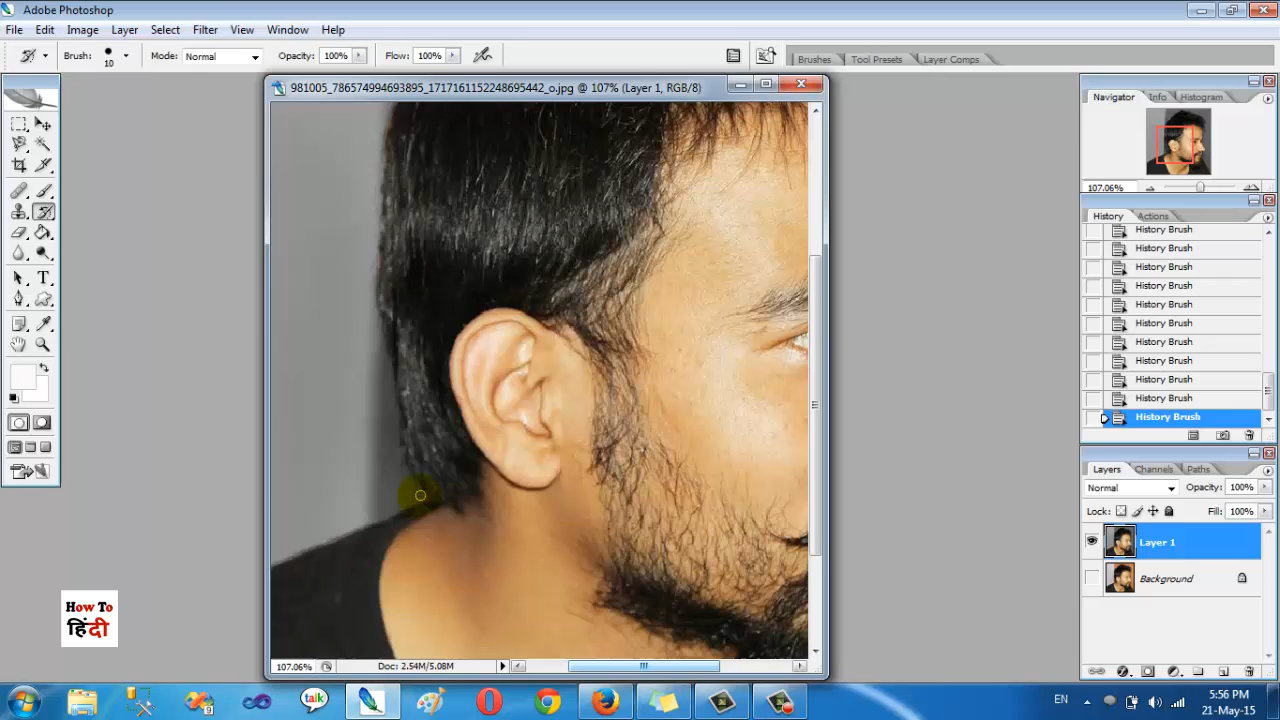 Adobe Photoshop
File Edit Image Layer Select Filter View Window Help
Brush: 10 Mode: Normal Opacity: 100% Flow: 100%
Brushes Tool Presets Layer Comps
981005_786574994693895_1717161152248695442_o.jpg @ 107% (Layer 1, RGB/8)
Navigator Info Histogram
107.06%
History Actions
History Brush
History Brush
History Brush
History Brush
History Brush
History Brush
History Brush
History Brush
History Brush
History Brush
History Brush
Layers Channels Paths
Normal Opacity: 100%
Lock: Fill: 100%
Layer 1
Background
How To
हिंदी
107.06% Doc: 2.54M/5.08M
talk
EN
5:56 PM
21-May-15